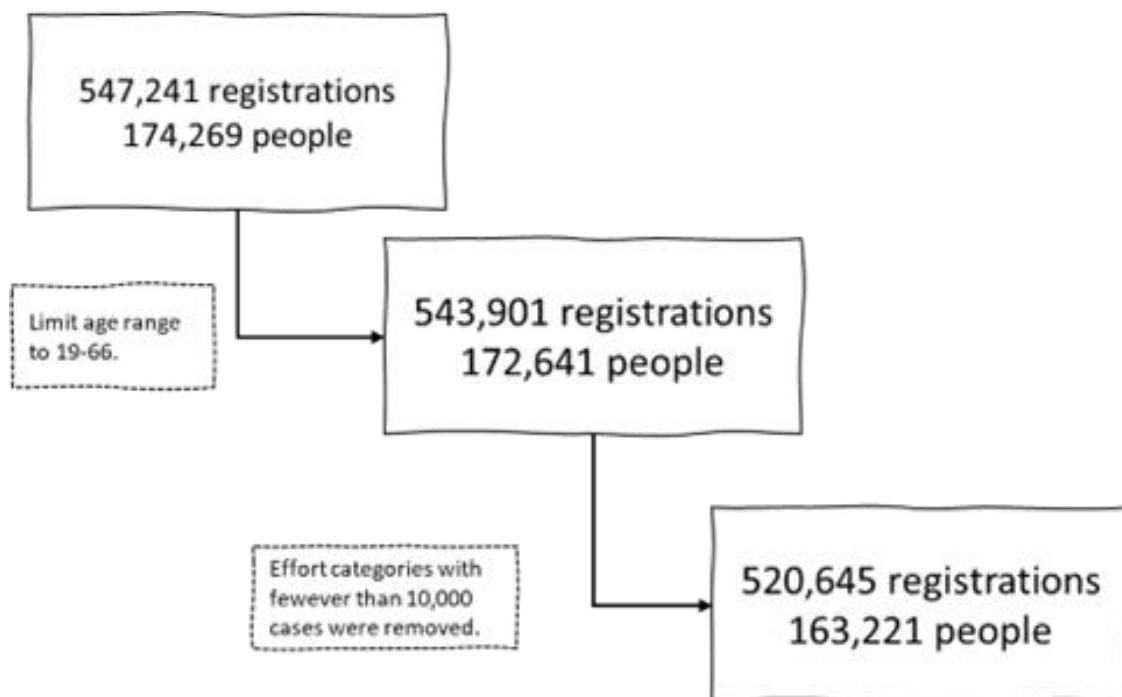 547,241 registrations
174,269 people
Limit age range
to 19-66.
543,901 registrations
172,641 people
Effort categories with
fewever than 10,000
cases were removed.
520,645 registrations
163,221 people